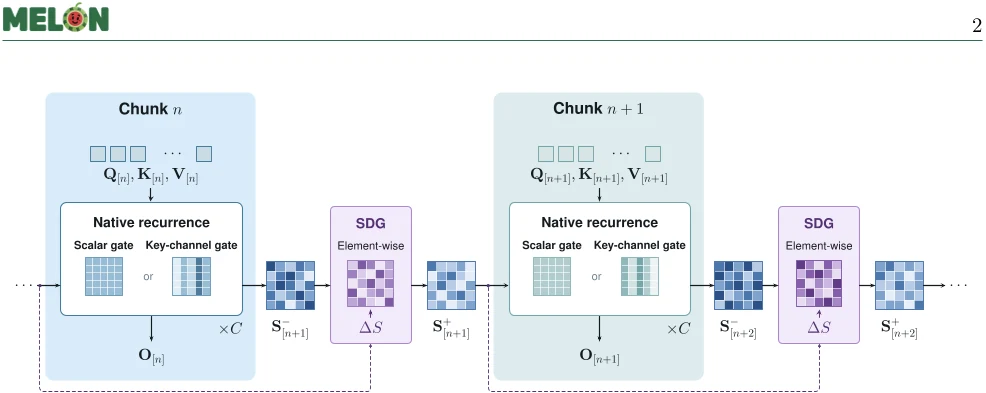 MELON
2
Chunk n
Chunk n + 1
· · ·
· · ·
Q[n], K[n], V[n]
Q[n+1], K[n+1], V[n+1]
Native recurrence
Scalar gate Key-channel gate
or
SDG
Element-wise
Native recurrence
Scalar gate Key-channel gate
or
SDG
Element-wise
· · ·
· · ·
×C
S⁻[n+1]
ΔS
S⁺[n+1]
×C
S⁻[n+2]
ΔS
S⁺[n+2]
O[n]
O[n+1]